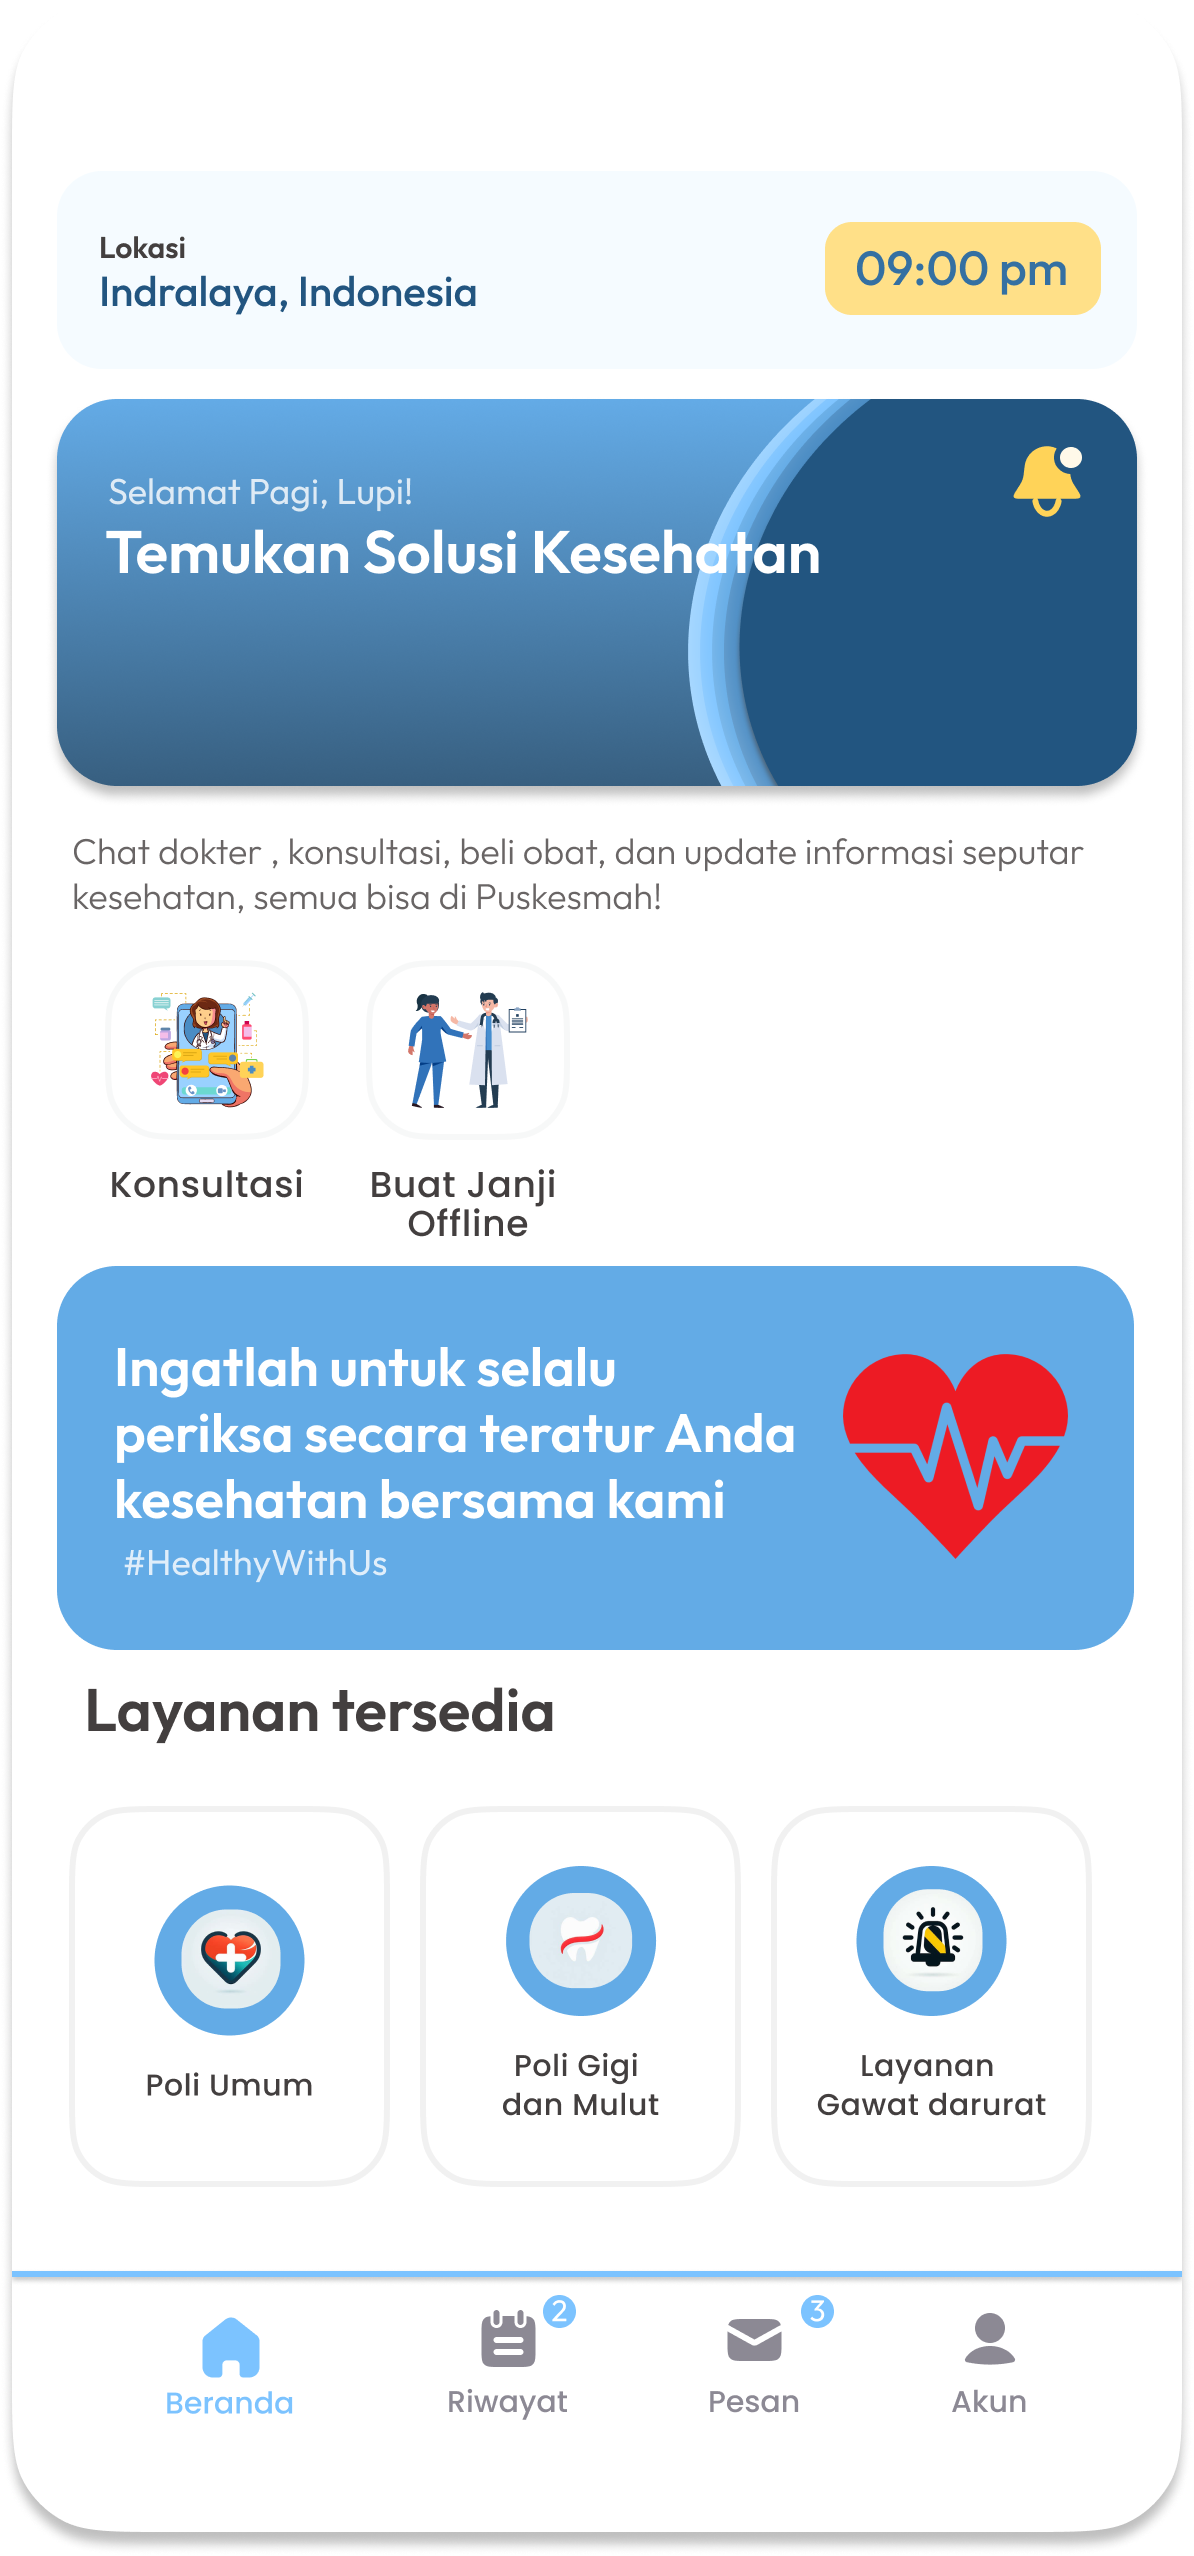 Lokasi
Indralaya, Indonesia
09:00 pm
Selamat Pagi, Lupi!
Temukan Solusi Kesehatan
Chat dokter , konsultasi, beli obat, dan update informasi seputar
kesehatan, semua bisa di Puskesmah!
Konsultasi
Buat Janji
Offline
Ingatlah untuk selalu
periksa secara teratur Anda
kesehatan bersama kami
#HealthyWithUs
Layanan tersedia
Poli Umum
Poli Gigi
dan Mulut
Layanan
Gawat darurat
2
3
Beranda
Riwayat
Pesan
Akun